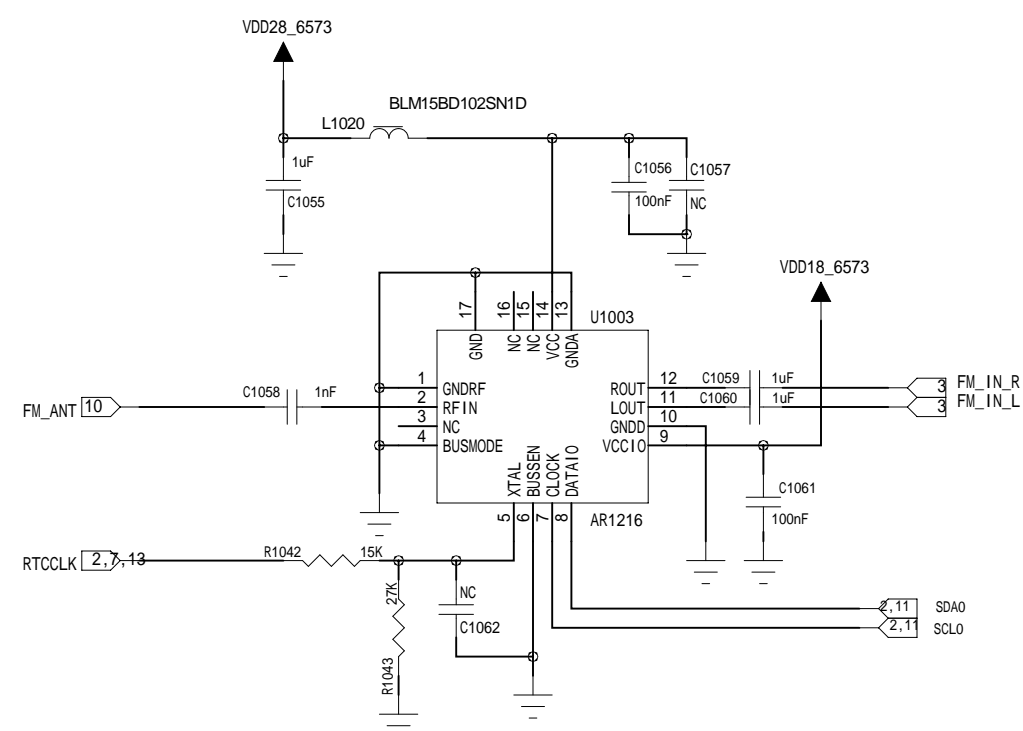 VDD28_6573
BLM15BD102SN1D
L1020
1uF
C1055
C1056
100nF
C1057
NC
VDD18_6573
U1003
17
16
15
14
13
GND
NC
NC
VCC
GNDA
FM_ANT
10
C1058
1nF
1
GNDRF
2
RFIN
3
NC
4
BUSMODE
ROUT
12
LOUT
11
GNDD
10
VCCIO
9
C1059
1uF
C1060
1uF
3
FM_IN_R
3
FM_IN_L
XTAL
BUSSEN
CLOCK
DATAIO
5
6
7
8
AR1216
C1061
100nF
RTCCLK
2,7,13
R1042
15K
27K
R1043
NC
C1062
2,11
SDA0
2,11
SCL0